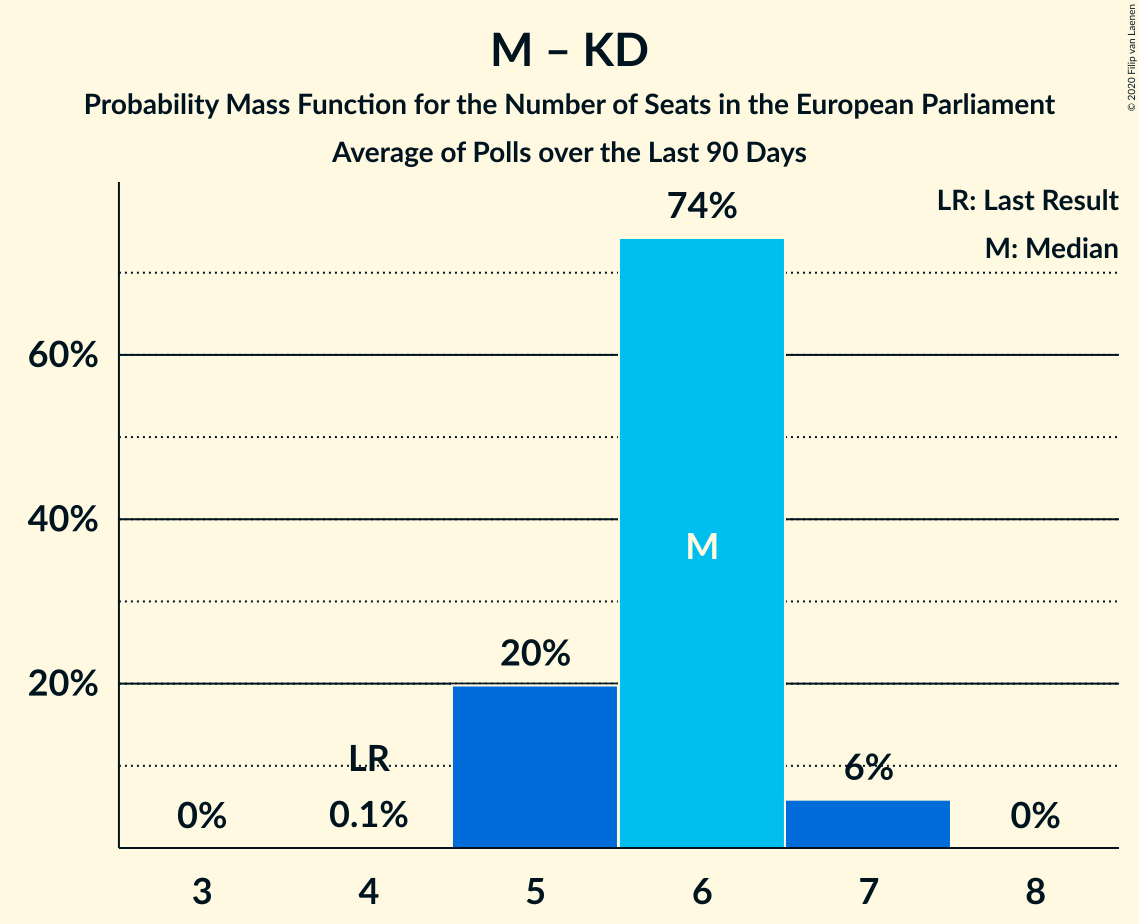 M – KD
Probability Mass Function for the Number of Seats in the European Parliament
Average of Polls over the Last 90 Days
© 2020 Filip van Laenen
LR: Last Result
M: Median
74%
60%
40%
M
20%
20%
LR
6%
0%
0.1%
0%
3 4 5 6 7 8